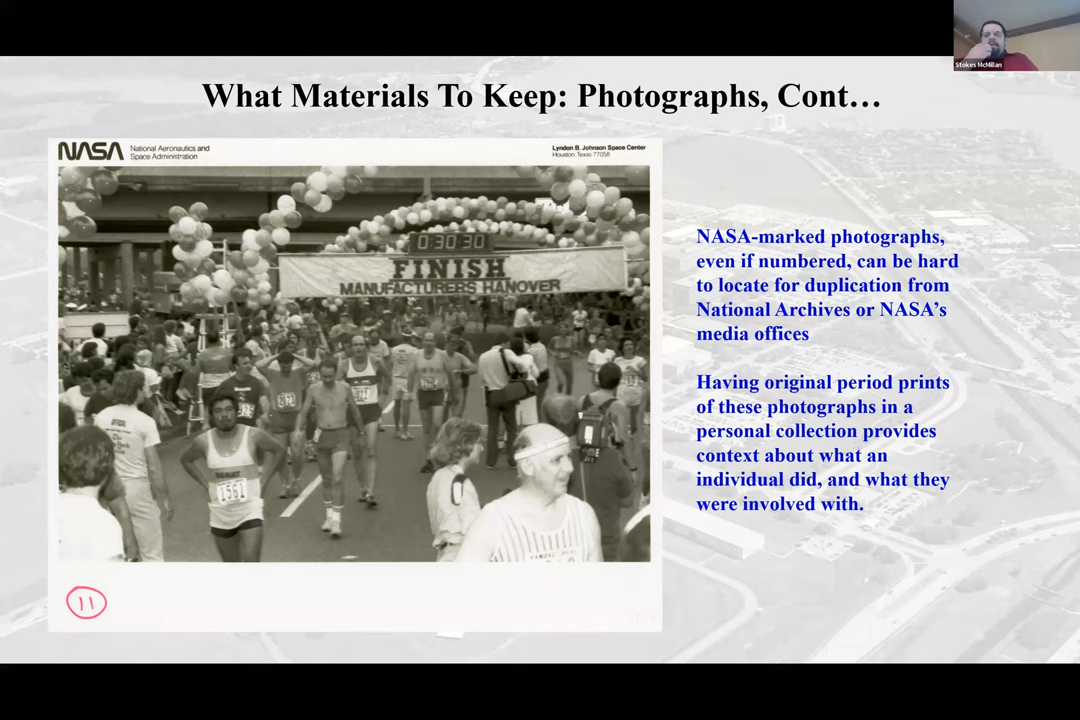 Stokes McMillan
What Materials To Keep: Photographs, Cont…
NASA
National Aeronautics and
Space Administration
Lyndon B. Johnson Space Center
Houston Texas 77058
0:30:30
FINISH
MANUFACTURERS HANOVER
1561
11
NASA-marked photographs,
even if numbered, can be hard
to locate for duplication from
National Archives or NASA’s
media offices
Having original period prints
of these photographs in a
personal collection provides
context about what an
individual did, and what they
were involved with.